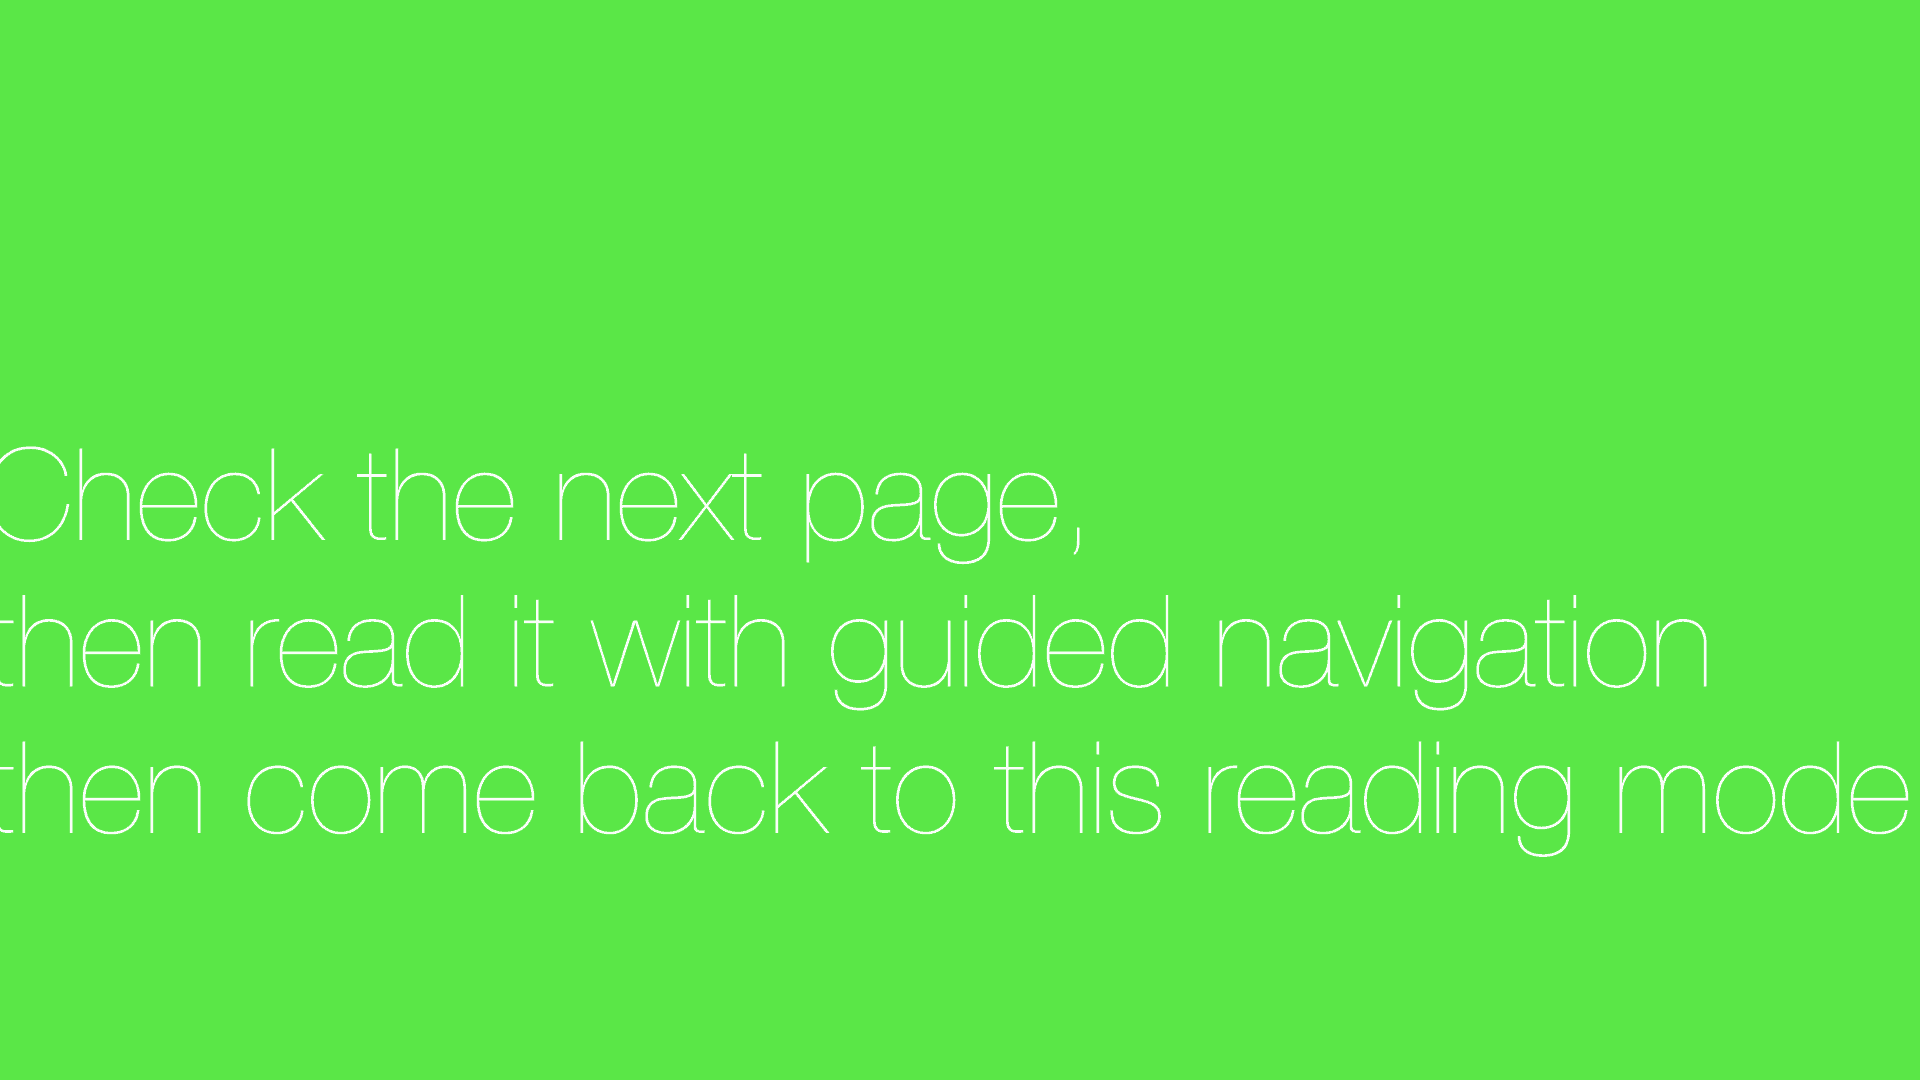 Check the next page,
then read it with guided navigation
then come back to this reading mode